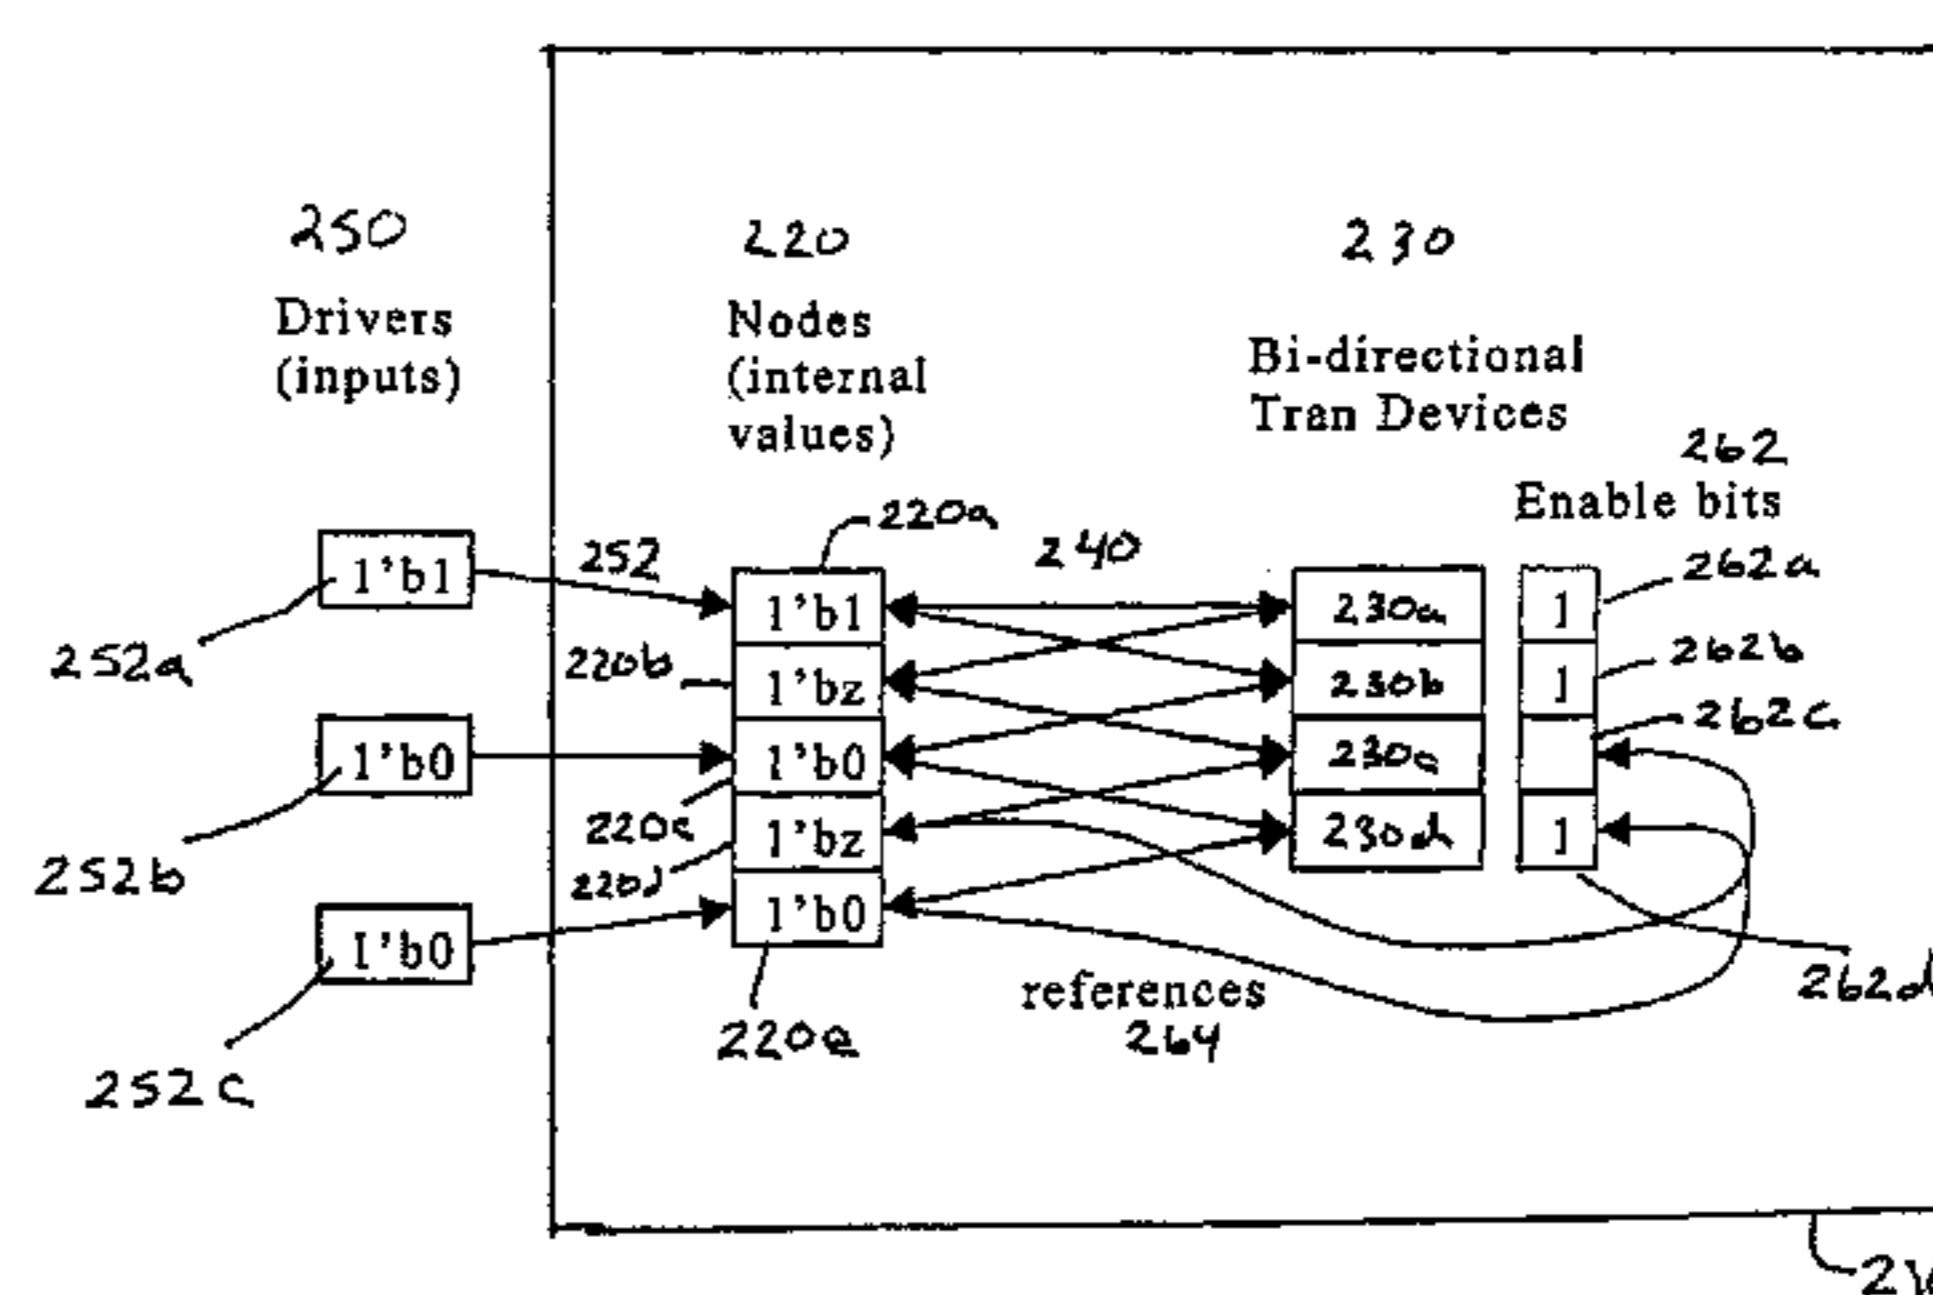 250
220
230
Drivers
(inputs)
Nodes
(internal
values)
Bi-directional
Tran Devices
262
Enable bits
220a
240
252
1'b1
1'b1
230a
1
262a
252a
220b
1'bz
230b
1
262b
262c
1'b0
1'b0
230c
252b
220c
1'bz
230d
1
220d
1'b0
1'b0
262d
252c
220e
references
264